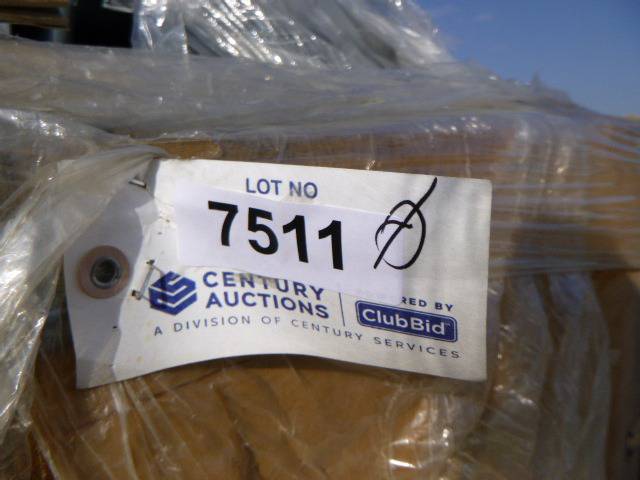 LOT NO
7511
CENTURY
AUCTIONS
RED BY
ClubBid
A DIVISION OF CENTURY SERVICES